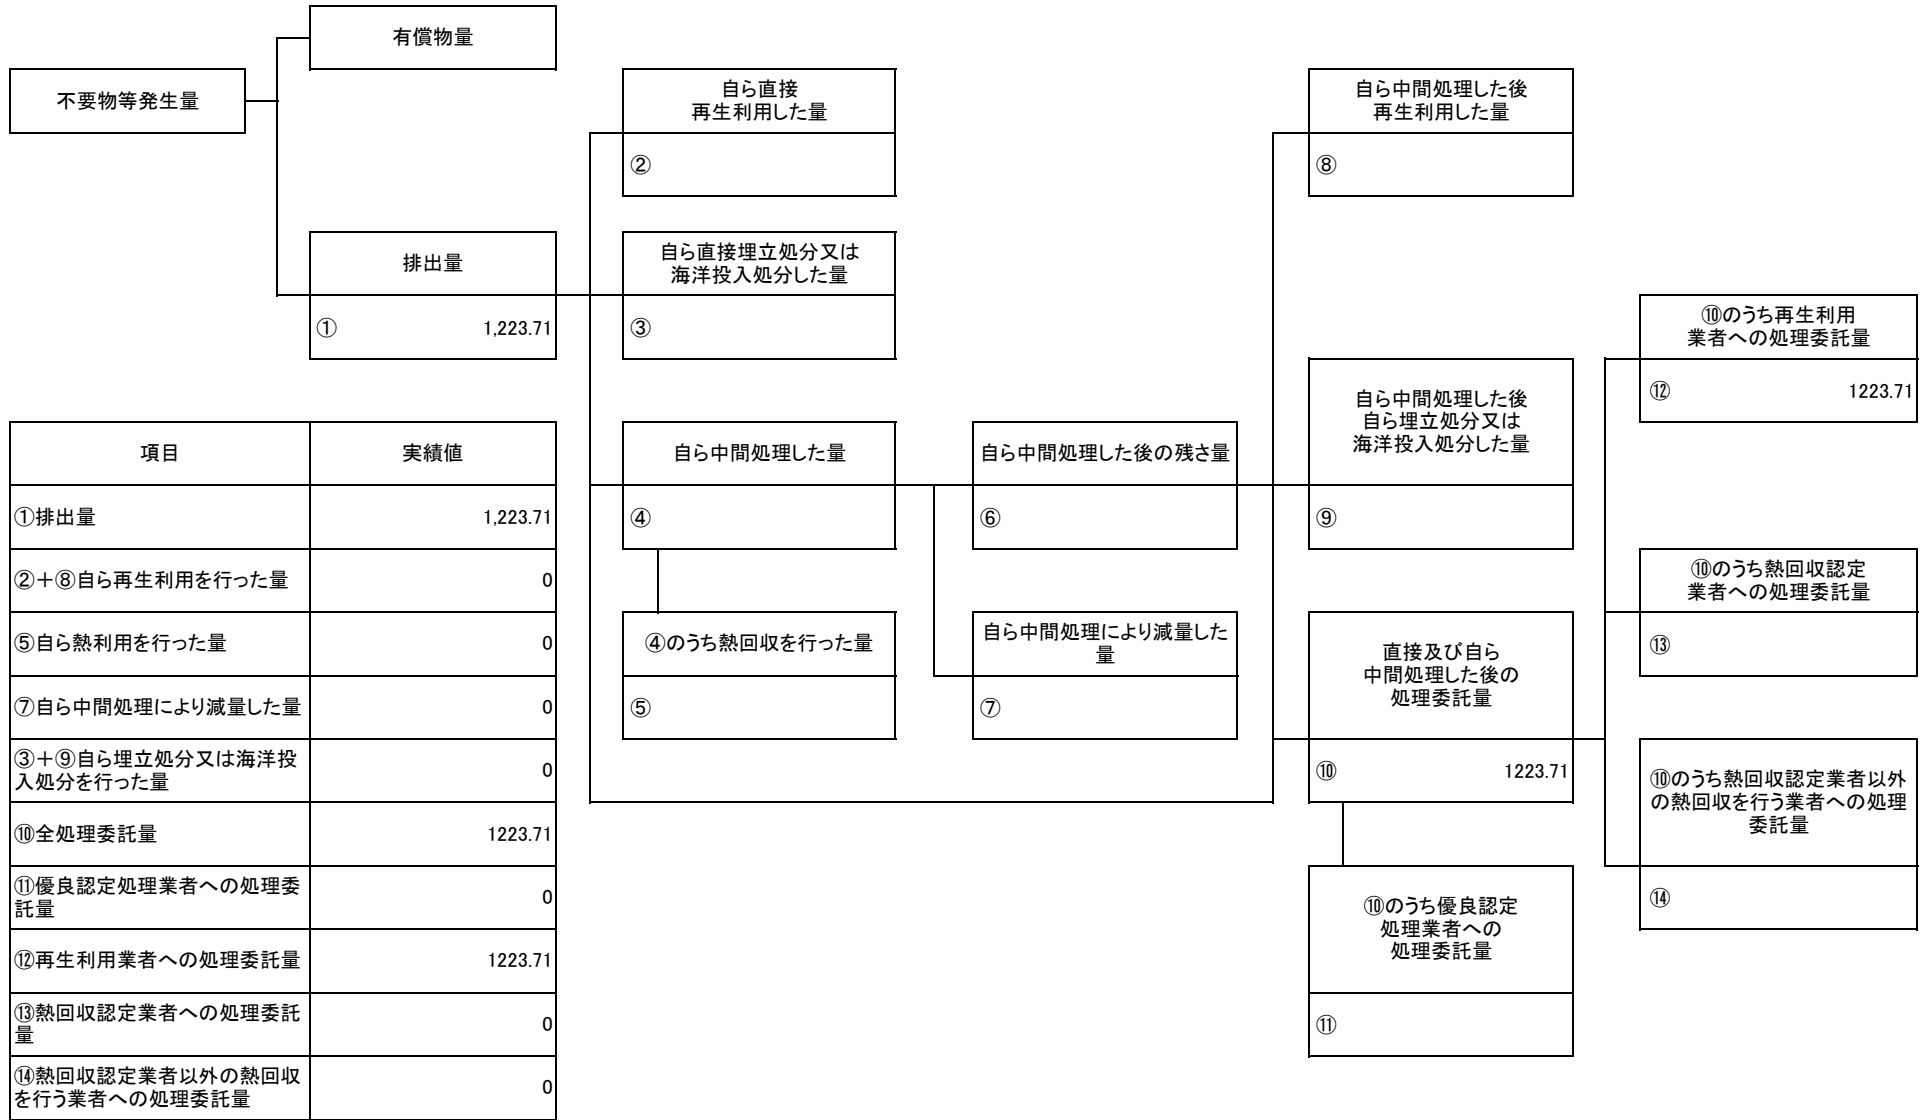 有償物量
不要物等発生量
自ら直接
再生利用した量
②
自ら中間処理した後
再生利用した量
⑧
排出量
① 1,223.71
自ら直接埋立処分又は
海洋投入処分した量
③
自ら中間処理した量
④
自ら中間処理した後の残さ量
⑥
自ら中間処理した後
自ら埋立処分又は
海洋投入処分した量
⑨
⑩のうち再生利用
業者への処理委託量
⑫ 1223.71
④のうち熱回収を行った量
⑤
自ら中間処理により減量した
量
⑦
直接及び自ら
中間処理した後の
処理委託量
⑩ 1223.71
⑩のうち熱回収認定
業者への処理委託量
⑬
⑩のうち熱回収認定業者以外
の熱回収を行う業者への処理
委託量
⑭
⑩のうち優良認定
処理業者への
処理委託量
⑪
項目 実績値
①排出量 1,223.71
②＋⑧自ら再生利用を行った量 0
⑤自ら熱利用を行った量 0
⑦自ら中間処理により減量した量 0
③＋⑨自ら埋立処分又は海洋投
入処分を行った量 0
⑩全処理委託量 1223.71
⑪優良認定処理業者への処理委
託量 0
⑫再生利用業者への処理委託量 1223.71
⑬熱回収認定業者への処理委託
量 0
⑭熱回収認定業者以外の熱回収
を行う業者への処理委託量 0